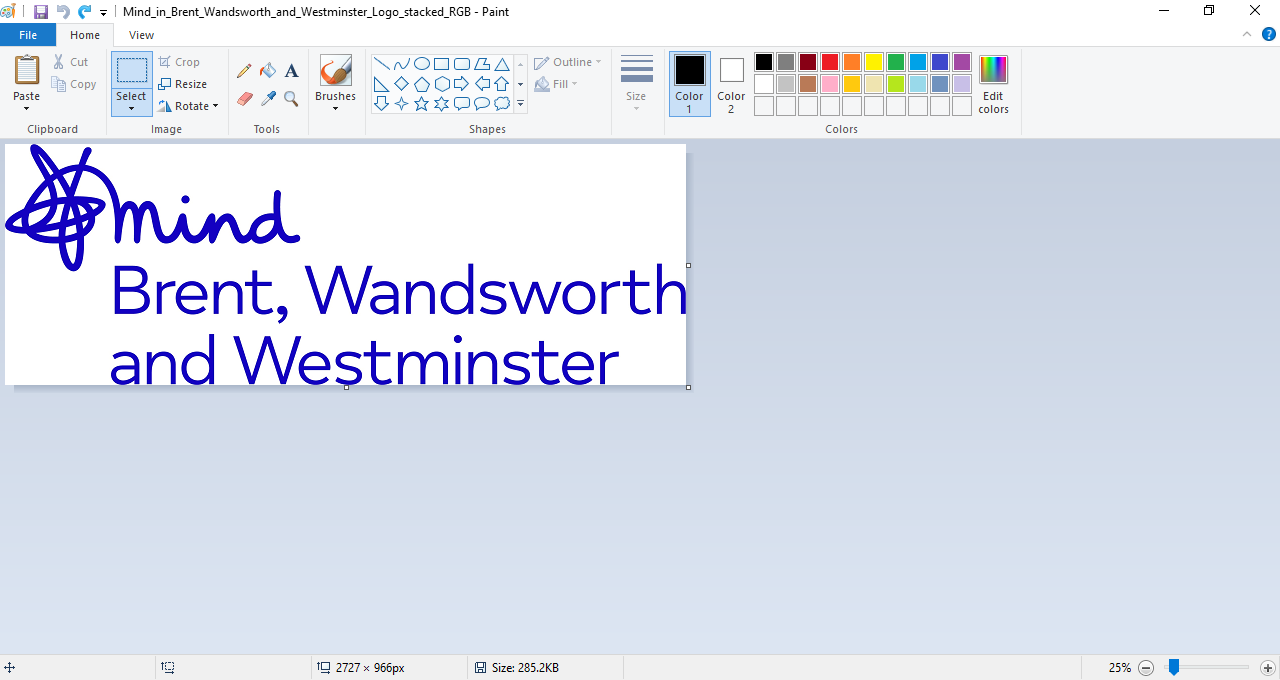 Mind_in_Brent_Wandsworth_and_Westminster_Logo_stacked_RGB - Paint
File Home View
Paste
Cut
Copy
Clipboard
Select
Crop
Resize
Rotate
Image
A
Tools
Brushes
Outline
Fill
Shapes
Size
Color 1
Color 2
Edit colors
Colors
mind
Brent, Wandsworth
and Westminster
2727 × 966px
Size: 285.2KB
25%